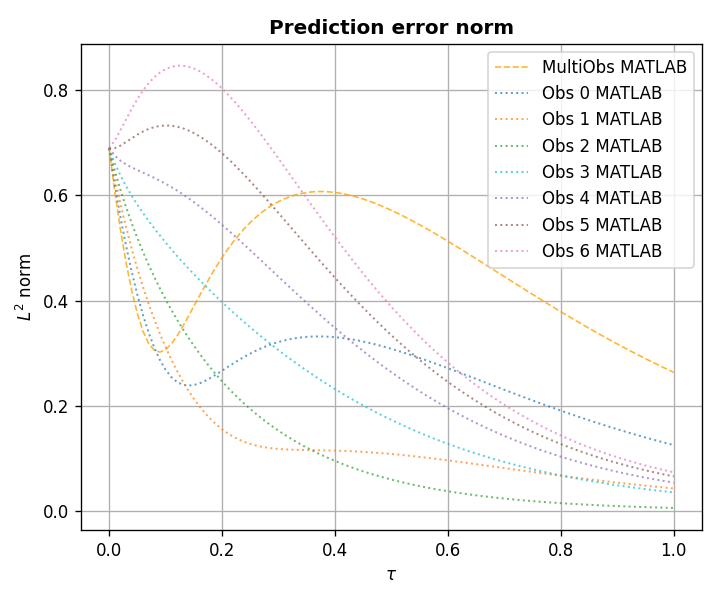 Prediction error norm
MultiObs MATLAB
Obs 0 MATLAB
Obs 1 MATLAB
Obs 2 MATLAB
Obs 3 MATLAB
Obs 4 MATLAB
Obs 5 MATLAB
Obs 6 MATLAB
L² norm
0.8
0.6
0.4
0.2
0.0
0.0 0.2 0.4 0.6 0.8 1.0
τ